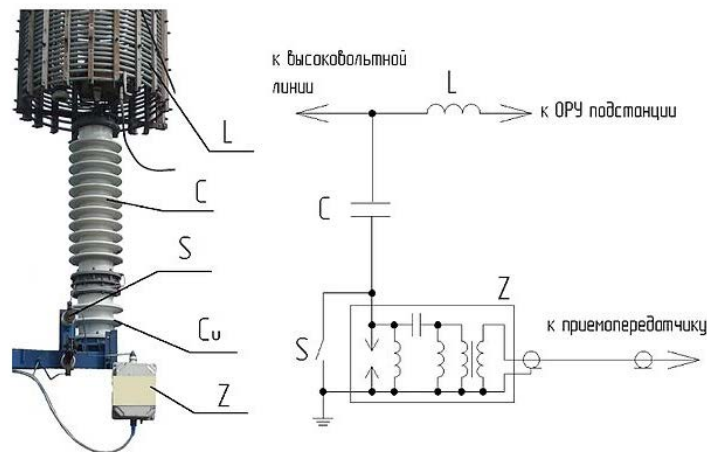 L
C
S
Cu
Z
к высоковольтной
линии
L
к ОРУ подстанции
C
Z
S
к приемопередатчику